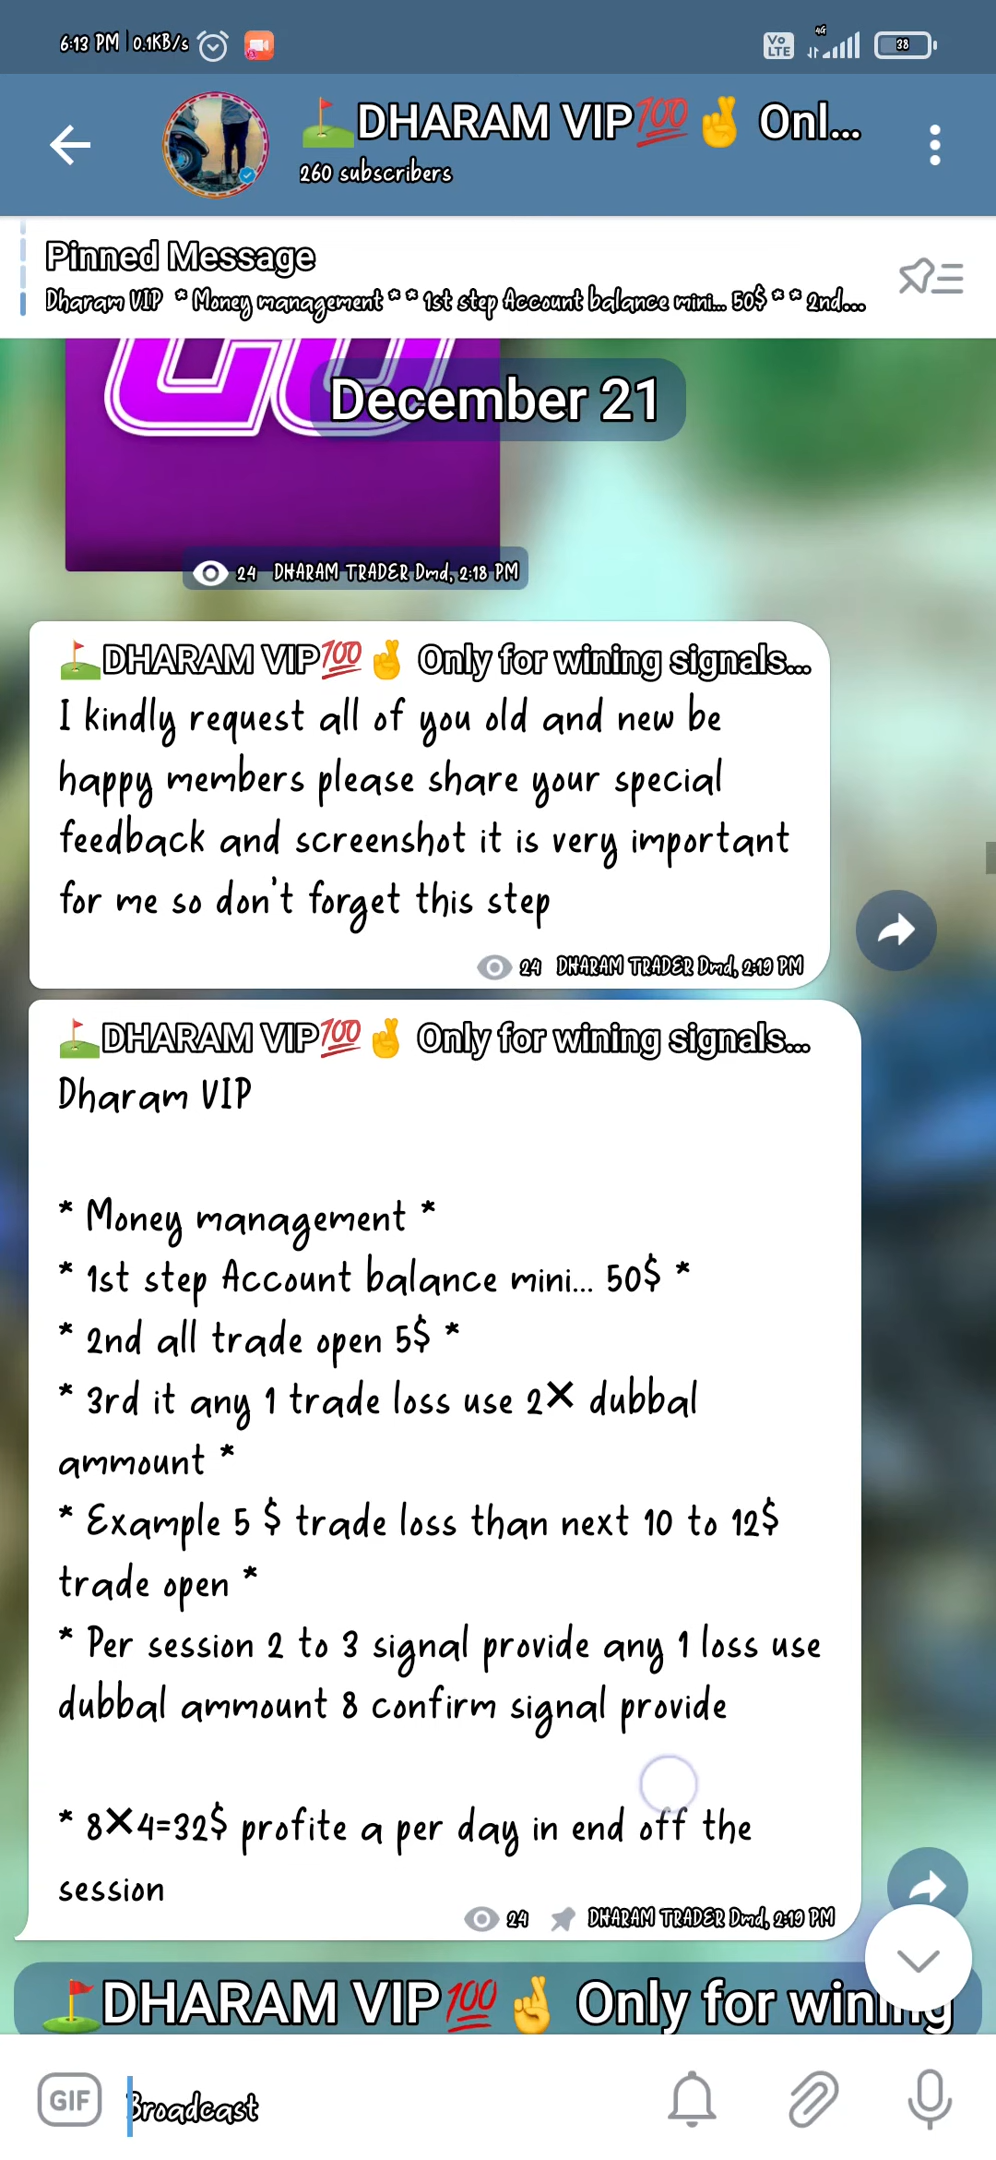 6:13 PM | 0.1KB/s
Vo LTE 4G 38
⛳DHARAM VIP💯🤞 Onl...
260 subscribers
Pinned Message
Dharam VIP * Money management * * 1st step Account balance mini... 50$ * * 2nd...
December 21
24 DHARAM TRADER Dmd, 2:18 PM
⛳DHARAM VIP💯🤞 Only for wining signals...
I kindly request all of you old and new be
happy members please share your special
feedback and screenshot it is very important
for me so don't forget this step
24 DHARAM TRADER Dmd, 2:19 PM
⛳DHARAM VIP💯🤞 Only for wining signals...
Dharam VIP
* Money management *
* 1st step Account balance mini... 50$ *
* 2nd all trade open 5$ *
* 3rd it any 1 trade loss use 2✕ dubbal
ammount *
* Example 5 $ trade loss than next 10 to 12$
trade open *
* Per session 2 to 3 signal provide any 1 loss use
dubbal ammount 8 confirm signal provide
* 8✕4=32$ profite a per day in end off the
session
24 DHARAM TRADER Dmd, 2:19 PM
⛳DHARAM VIP💯🤞 Only for wining
GIF Broadcast